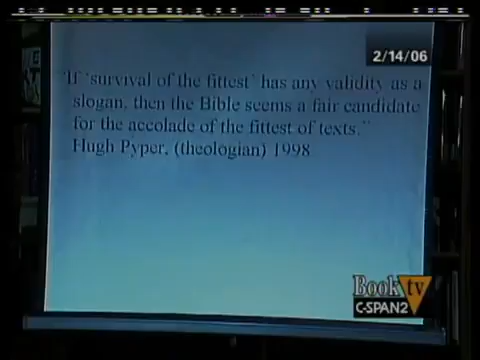 2/14/06
"If 'survival of the fittest' has any validity as a
slogan, then the Bible seems a fair candidate
for the accolade of the fittest of texts."
Hugh Pyper, (theologian) 1998
Book tv
C-SPAN2